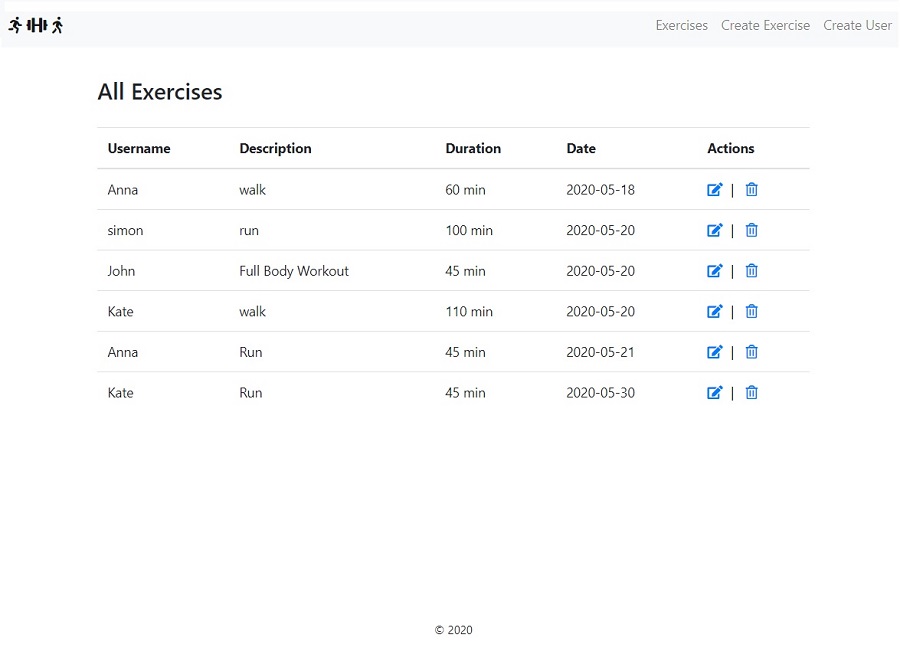 Exercises Create Exercise Create User
All Exercises
Username Description Duration Date Actions
Anna walk 60 min 2020-05-18 |
simon run 100 min 2020-05-20 |
John Full Body Workout 45 min 2020-05-20 |
Kate walk 110 min 2020-05-20 |
Anna Run 45 min 2020-05-21 |
Kate Run 45 min 2020-05-30 |
© 2020